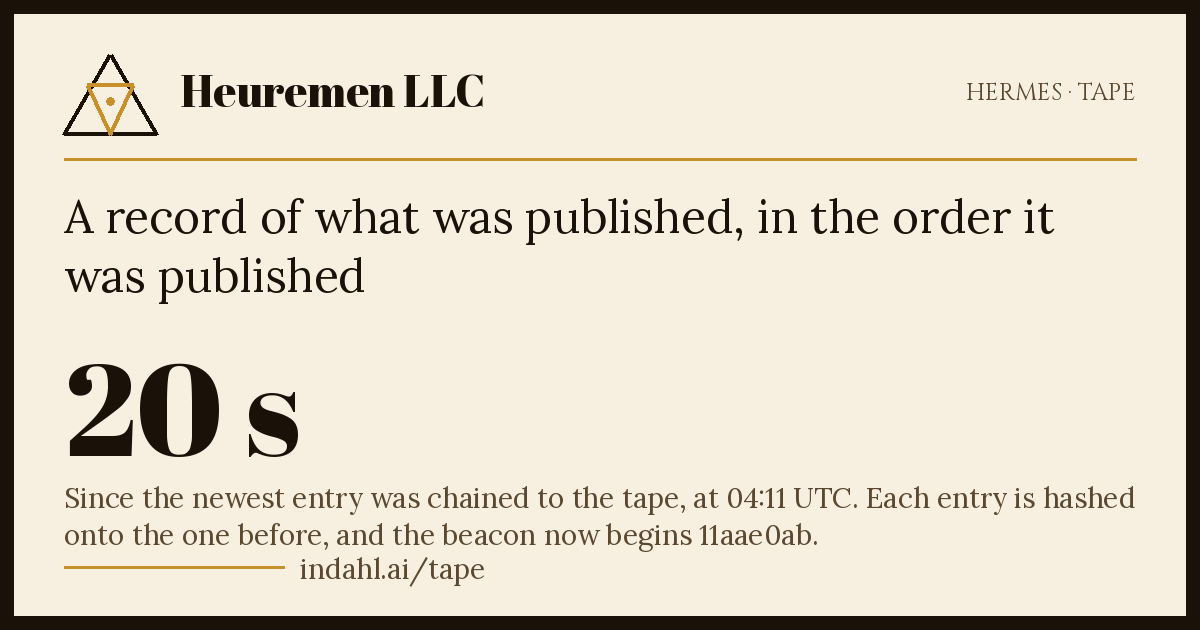 Heuremen LLC
HERMES · TAPE
A record of what was published, in the order it
was published
20 s
Since the newest entry was chained to the tape, at 04:11 UTC. Each entry is hashed
onto the one before, and the beacon now begins 11aae0ab.
indahl.ai/tape